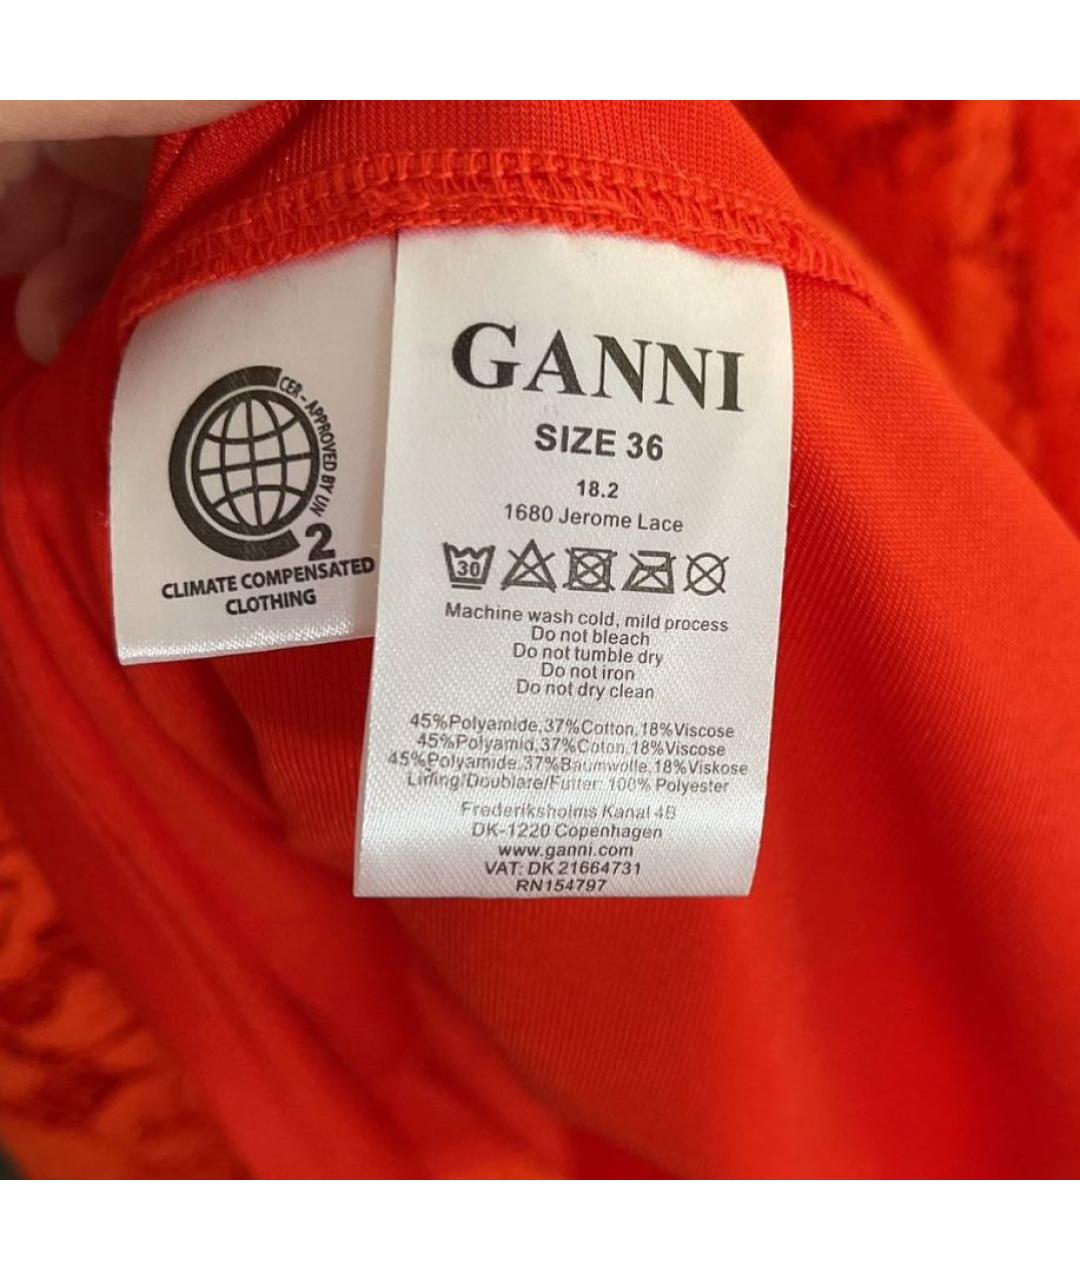 CER - APPROVED BY UN
2
CLIMATE COMPENSATED
CLOTHING
GANNI
SIZE 36
18.2
1680 Jerome Lace
30
Machine wash cold, mild process
Do not bleach
Do not tumble dry
Do not iron
Do not dry clean
45%Polyamide,37%Cotton,18%Viscose
45%Polyamid,37%Coton,18%Viscose
45%Polyamide,37%Baumwolle,18%Viskose
Lining/Doublare/Futter: 100% Polyester
Frederiksholms Kanal 4B
DK-1220 Copenhagen
www.ganni.com
VAT: DK 21664731
RN154797